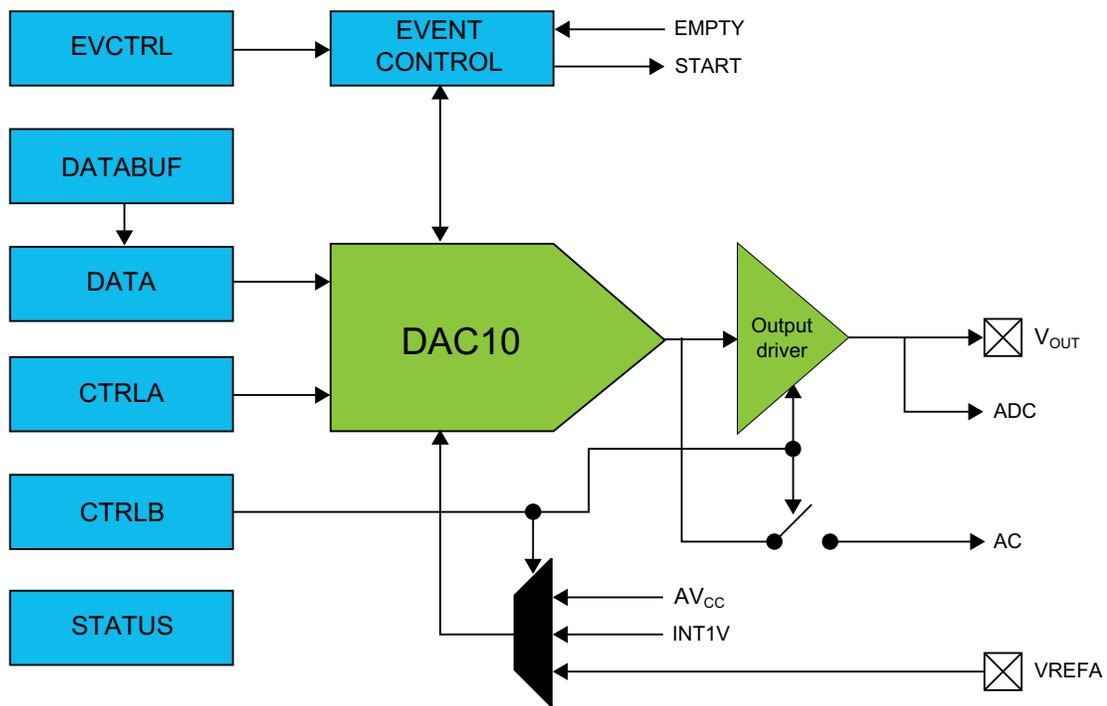 EVCTRL
EVENT
CONTROL
EMPTY
START
DATABUF
DATA
DAC10
Output
driver
VOUT
CTRLA
ADC
CTRLB
AC
AVCC
STATUS
INT1V
VREFA